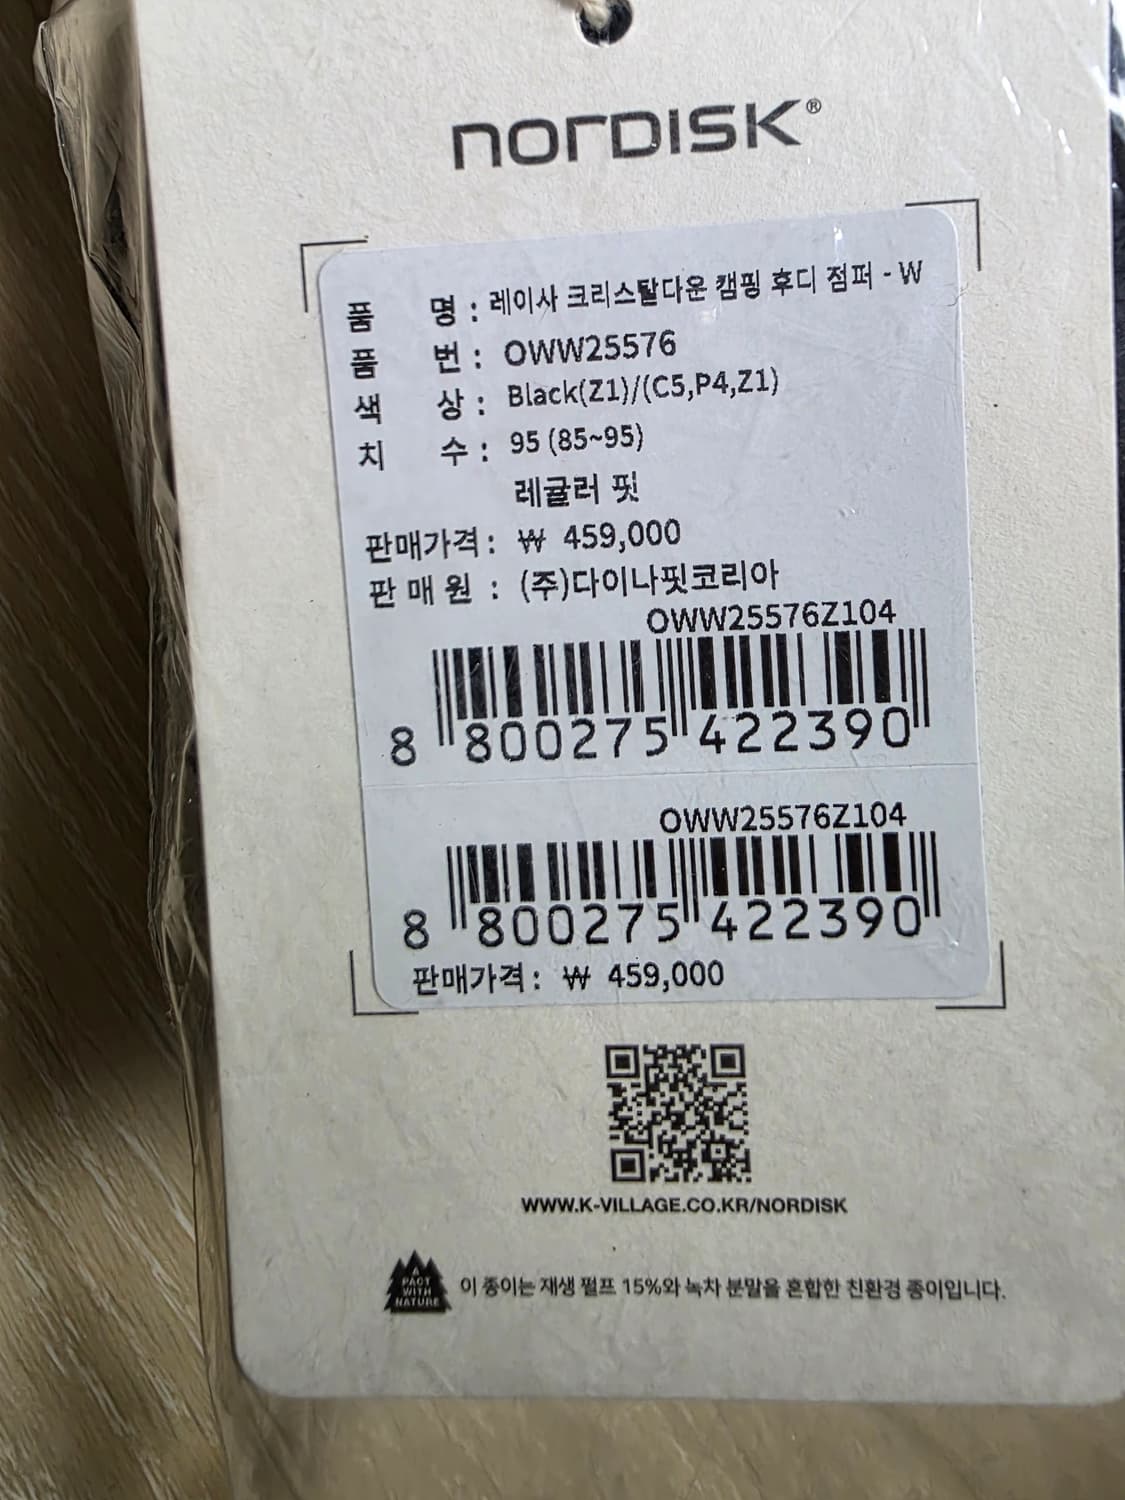 NORDISK®
품 명 : 레이사 크리스탈다운 캠핑 후디 점퍼 - W
품 번 : OWW25576
색 상 : Black(Z1)/(C5,P4,Z1)
치 수 : 95 (85~95)
레귤러 핏
판매가격 : ₩ 459,000
판 매 원 : (주)다이나핏코리아
OWW25576Z104
8 800275 422390
OWW25576Z104
8 800275 422390
판매가격 : ₩ 459,000
WWW.K-VILLAGE.CO.KR/NORDISK
A
PACT
WITH
NATURE
이 종이는 재생 펄프 15%와 녹차 분말을 혼합한 친환경 종이입니다.